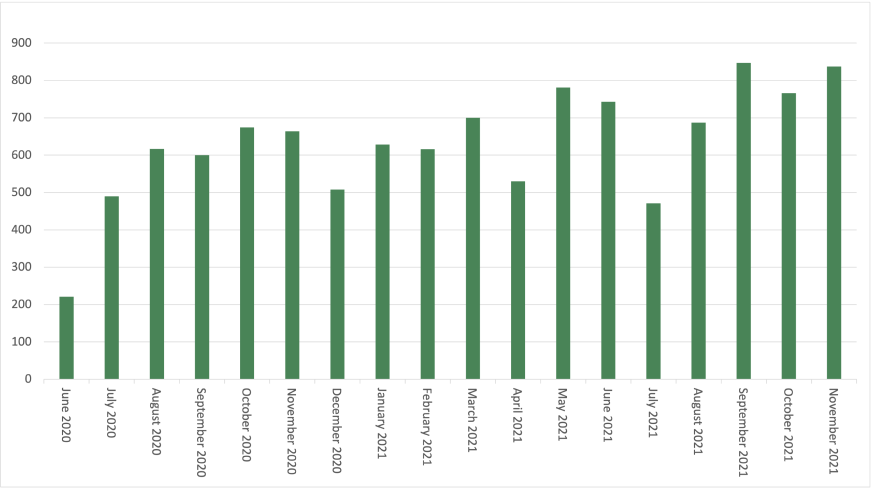 900
800
700
600
500
400
300
200
100
0
June 2020
July 2020
August 2020
September 2020
October 2020
November 2020
December 2020
January 2021
February 2021
March 2021
April 2021
May 2021
June 2021
July 2021
August 2021
September 2021
October 2021
November 2021